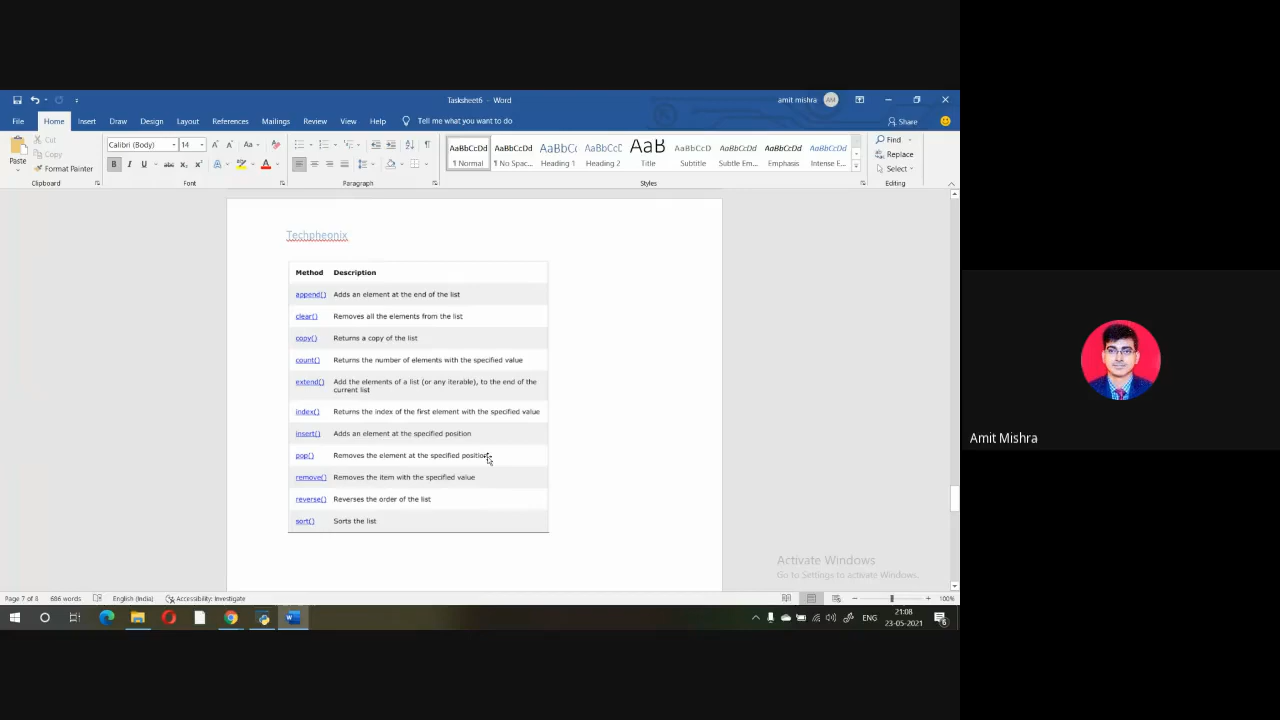 Tasksheet6 - Word
amit mishra
AM
File Home Insert Draw Design Layout References Mailings Review View Help Tell me what you want to do
Share
Cut
Copy
Format Painter
Paste
Calibri (Body) 14
AaBbCcDd AaBbCcDd AaBbCc AaBbCcC AaB AaBbCcD AaBbCcDd AaBbCcDd AaBbCcDd
¶ Normal ¶ No Spac... Heading 1 Heading 2 Title Subtitle Subtle Em... Emphasis Intense E...
Find
Replace
Select
Clipboard Font Paragraph Styles Editing
Techpheonix
Method Description
append() Adds an element at the end of the list
clear() Removes all the elements from the list
copy() Returns a copy of the list
count() Returns the number of elements with the specified value
extend() Add the elements of a list (or any iterable), to the end of the
current list
index() Returns the index of the first element with the specified value
insert() Adds an element at the specified position
pop() Removes the element at the specified position
remove() Removes the item with the specified value
reverse() Reverses the order of the list
sort() Sorts the list
Activate Windows
Go to Settings to activate Windows.
Page 7 of 8 686 words English (India) Accessibility: Investigate
100%
ENG
21:08
23-05-2021
Amit Mishra